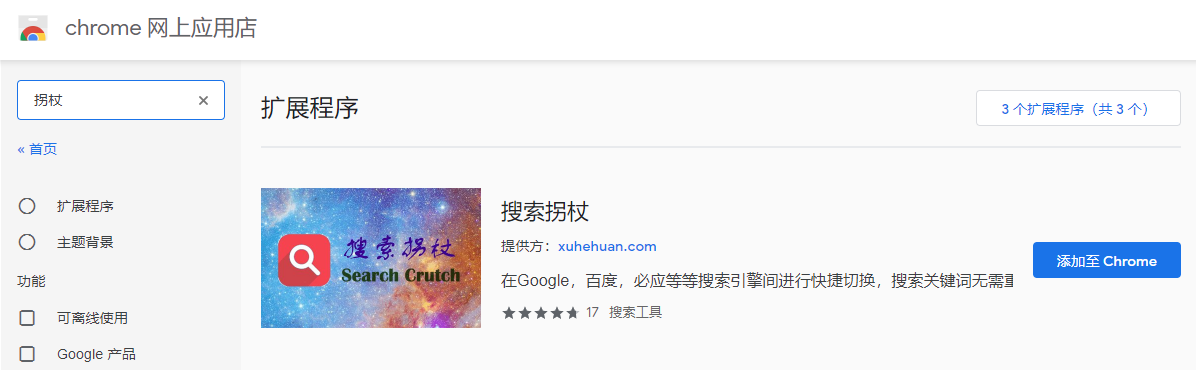 chrome 网上应用店
拐杖
« 首页
扩展程序
主题背景
功能
可离线使用
Google 产品
扩展程序
3 个扩展程序（共 3 个）
搜索拐杖
Search Crutch
搜索拐杖
提供方：xuhehuan.com
在Google，百度，必应等等搜索引擎间进行快捷切换，搜索关键词无需重
17 搜索工具
添加至 Chrome